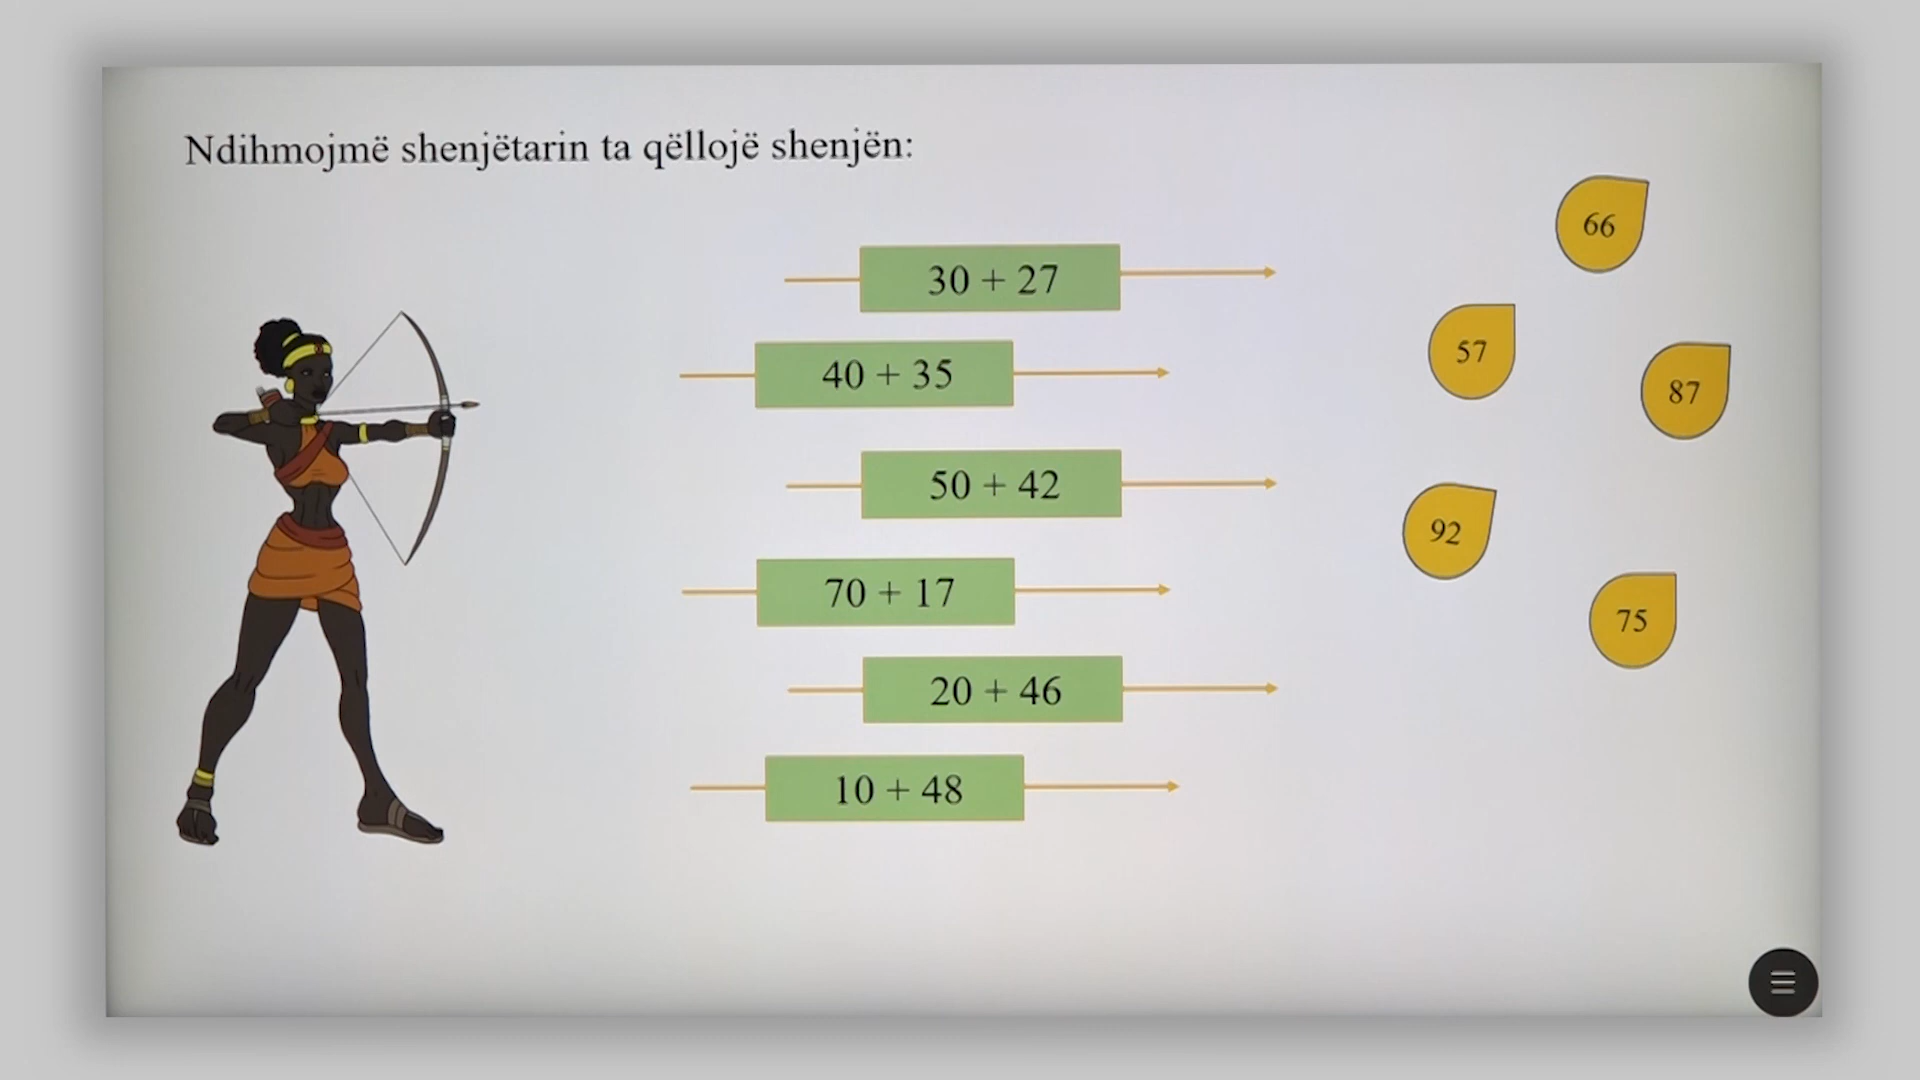 Ndihmojmë shenjëtarin ta qëllojë shenjën:
30 + 27
40 + 35
50 + 42
70 + 17
20 + 46
10 + 48
66
57
87
92
75